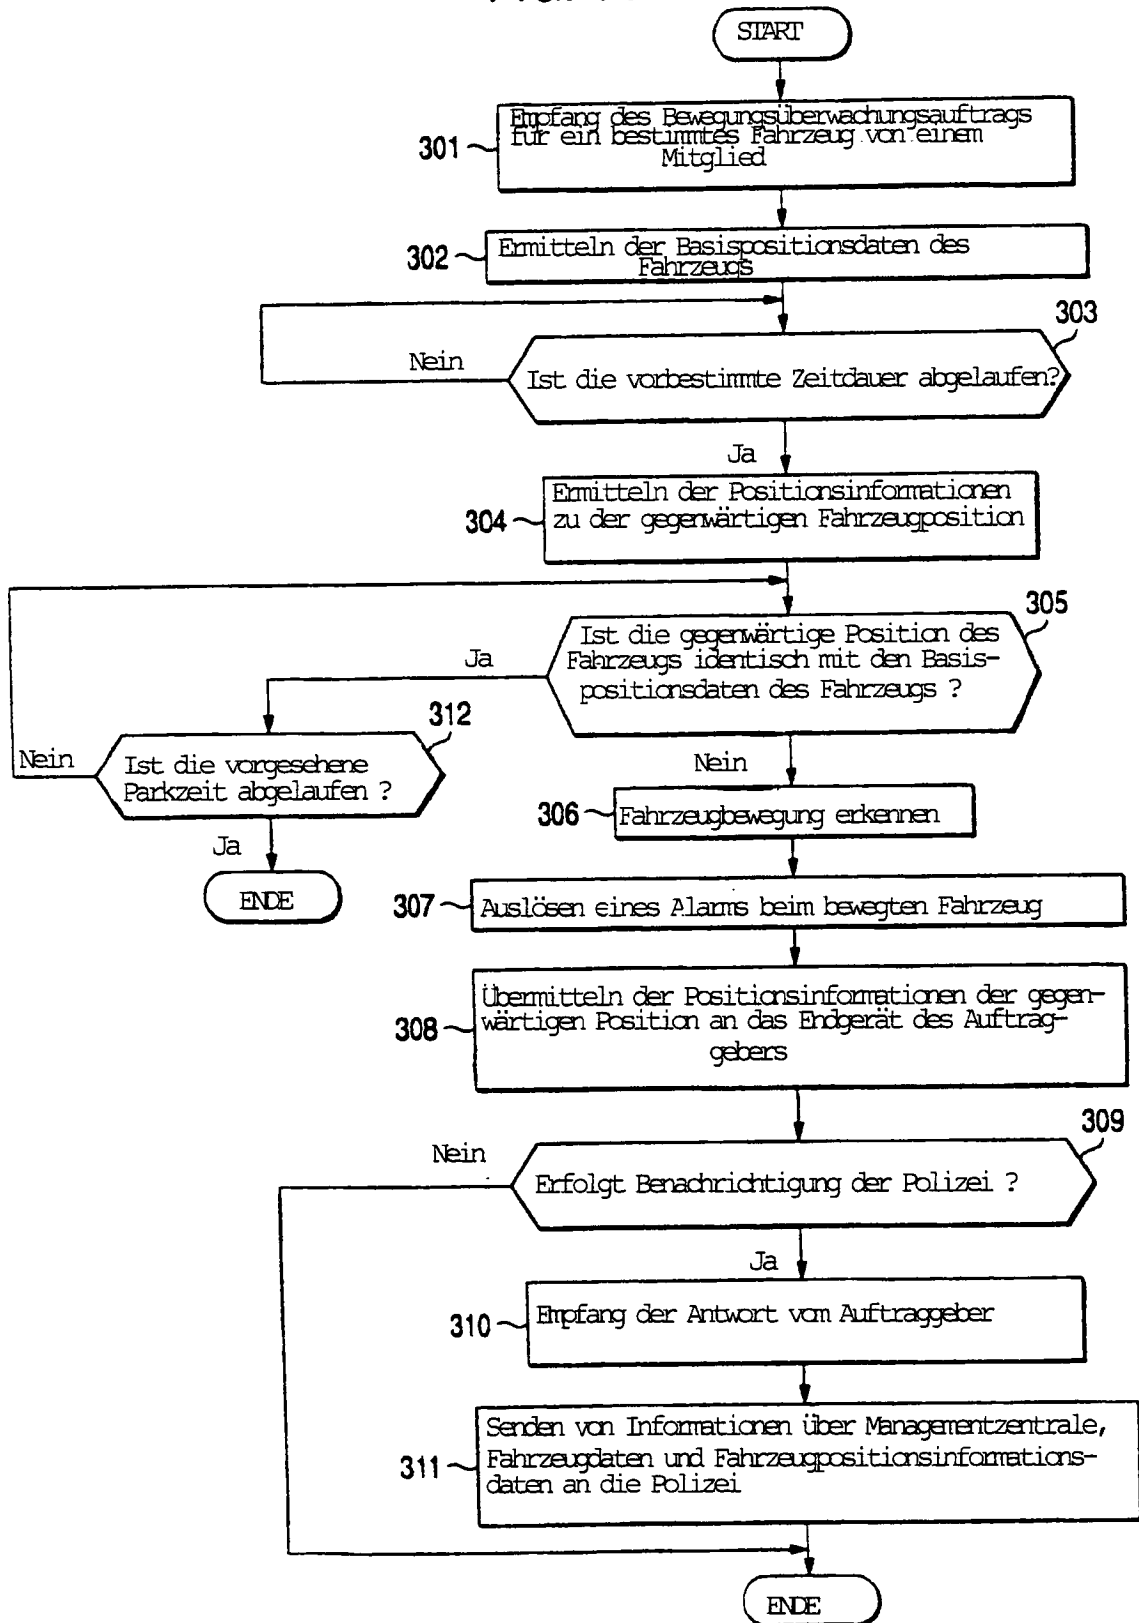 START
301
Empfang des Bewegungsüberwachungsauftrags
für ein bestimmtes Fahrzeug von einem
Mitglied
302
Ermitteln der Basispositionsdaten des
Fahrzeugs
303
Nein
Ist die vorbestimmte Zeitdauer abgelaufen?
Ja
304
Ermitteln der Positionsinformationen
zu der gegenwärtigen Fahrzeugposition
305
Ja
Ist die gegenwärtige Position des
Fahrzeugs identisch mit den Basis-
positionsdaten des Fahrzeugs ?
312
Nein
Ist die vorgesehene
Parkzeit abgelaufen ?
Ja
ENDE
Nein
306
Fahrzeugbewegung erkennen
307
Auslösen eines Alarms beim bewegten Fahrzeug
308
Übermitteln der Positionsinformationen der gegen-
wärtigen Position an das Endgerät des Auftrag-
gebers
309
Nein
Erfolgt Benachrichtigung der Polizei ?
Ja
310
Empfang der Antwort vom Auftraggeber
311
Senden von Informationen über Managementzentrale,
Fahrzeugdaten und Fahrzeugpositionsinformations-
daten an die Polizei
ENDE